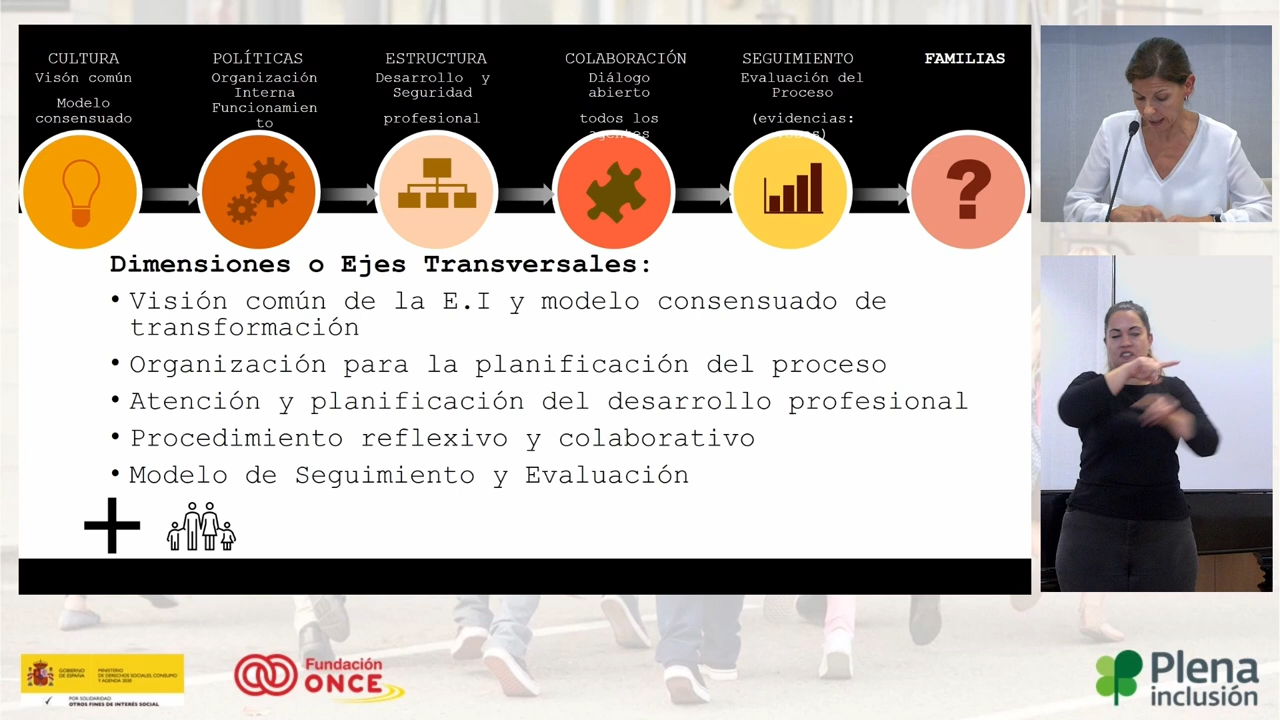 CULTURA
Visón común
Modelo
consensuado
POLÍTICAS
Organización
Interna
Funcionamien
to
ESTRUCTURA
Desarrollo y
Seguridad
profesional
COLABORACIÓN
Diálogo
abierto
todos los
SEGUIMIENTO
Evaluación del
Proceso
(evidencias:
FAMILIAS
Dimensiones o Ejes Transversales:
• Visión común de la E.I y modelo consensuado de
transformación
• Organización para la planificación del proceso
• Atención y planificación del desarrollo profesional
• Procedimiento reflexivo y colaborativo
• Modelo de Seguimiento y Evaluación
GOBIERNO
DE ESPAÑA
MINISTERIO
DE DERECHOS SOCIALES, CONSUMO
Y AGENDA 2030
POR SOLIDARIDAD
OTROS FINES DE INTERÉS SOCIAL
Fundación
ONCE
Plena
inclusión